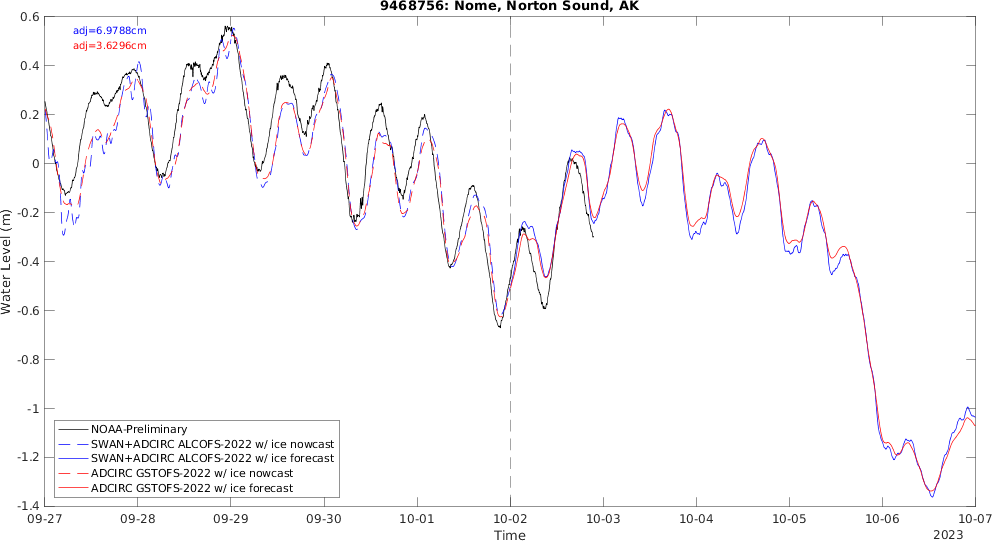 9468756: Nome, Norton Sound, AK
adj=6.9788cm
adj=3.6296cm
Water Level (m)
0.6
0.4
0.2
0
-0.2
-0.4
-0.6
-0.8
-1
-1.2
-1.4
NOAA-Preliminary
SWAN+ADCIRC ALCOFS-2022 w/ ice nowcast
SWAN+ADCIRC ALCOFS-2022 w/ ice forecast
ADCIRC GSTOFS-2022 w/ ice nowcast
ADCIRC GSTOFS-2022 w/ ice forecast
09-27 09-28 09-29 09-30 10-01 10-02 10-03 10-04 10-05 10-06 10-07
Time
2023